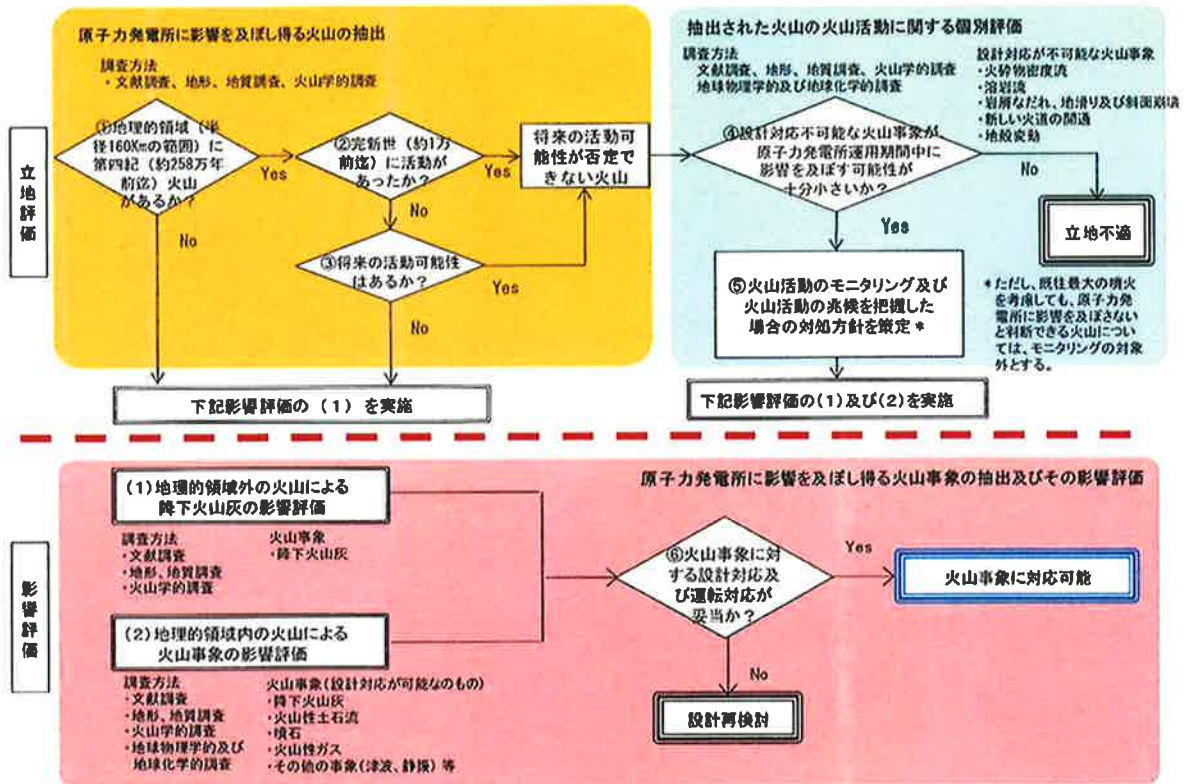 原子力発電所に影響を及ぼし得る火山の抽出
調査方法
・文献調査、地形、地質調査、火山学的調査
①地理的領域(半
径160Kmの範囲)に
第四紀(約258万年
前迄)火山
があるか?
Yes
No
②完新世(約1万
前迄)に活動が
あったか?
Yes
No
③将来の活動可能性
はあるか?
Yes
No
将来の活動可
能性が否定で
きない火山
下記影響評価の(1)を実施
立地評価
抽出された火山の火山活動に関する個別評価
調査方法
文献調査、地形、地質調査、火山学的調査
地球物理学的及び地球化学的調査
設計対応が不可能な火山事象
・火砕物密度流
・溶岩流
・岩屑なだれ、地滑り及び斜面崩壊
・新しい火道の開通
・地殻変動
④設計対応不可能な火山事象が
原子力発電所運用期間中に
影響を及ぼす可能性が
十分小さいか?
No
Yes
立地不適
⑤火山活動のモニタリング及び
火山活動の兆候を把握した
場合の対処方針を策定 *
*ただし、既往最大の噴火
を考慮しても、原子力発
電所に影響を及ぼさない
と判断できる火山につい
ては、モニタリングの対象
外とする。
下記影響評価の(1)及び(2)を実施
影響評価
原子力発電所に影響を及ぼし得る火山事象の抽出及びその影響評価
(1)地理的領域外の火山による
降下火山灰の影響評価
調査方法
・文献調査
・地形、地質調査
・火山学的調査
火山事象
・降下火山灰
(2)地理的領域内の火山による
火山事象の影響評価
調査方法
・文献調査
・地形、地質調査
・火山学的調査
・地球物理学的及び
地球化学的調査
火山事象(設計対応が可能なのもの)
・降下火山灰
・火山性土石流
・噴石
・火山性ガス
・その他の事象(津波、静振)等
⑥火山事象に対
する設計対応及
び運転対応が
妥当か?
Yes
火山事象に対応可能
No
設計再検討